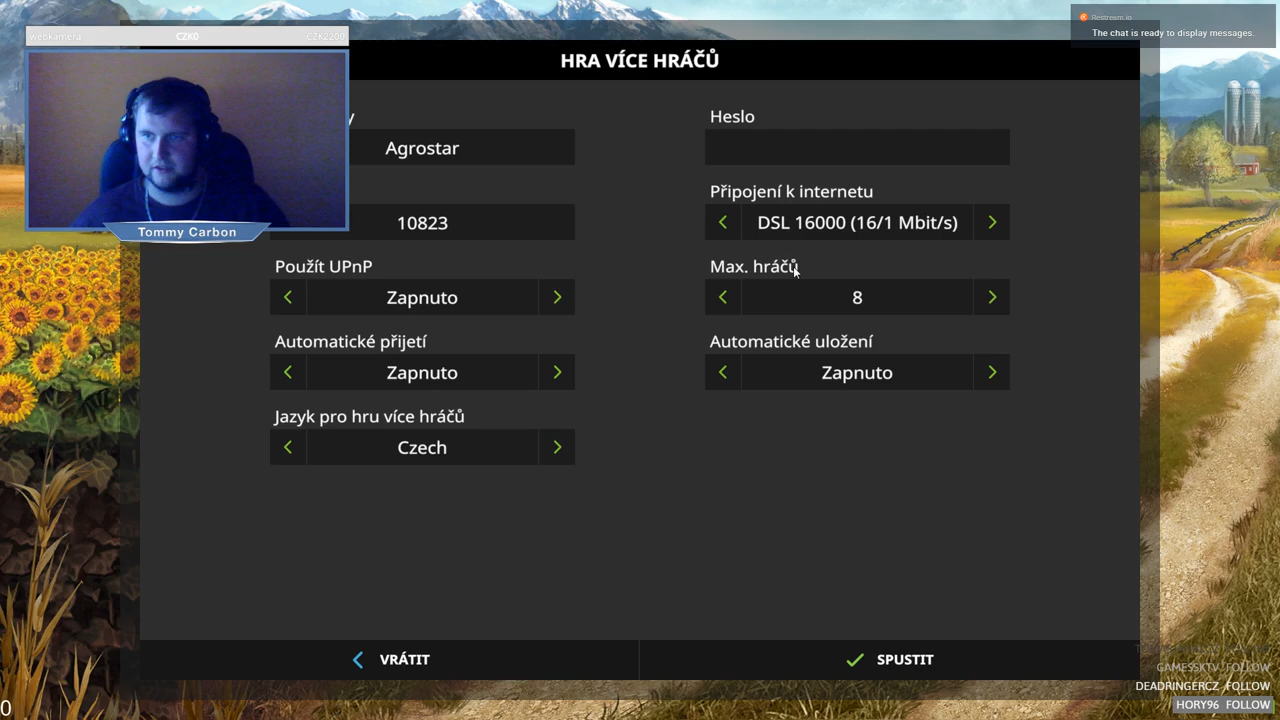 webkamera CZK0 CZK2200
Restream.io
The chat is ready to display messages.
HRA VÍCE HRÁČŮ
y
Agrostar
Heslo
10823
Připojení k internetu
DSL 16000 (16/1 Mbit/s)
Tommy Carbon
Použít UPnP
Zapnuto
Max. hráčů
8
Automatické přijetí
Zapnuto
Automatické uložení
Zapnuto
Jazyk pro hru více hráčů
Czech
VRÁTIT
SPUSTIT
GAMESSKTV FOLLOW
DEADRINGERCZ FOLLOW
HORY96 FOLLOW
0